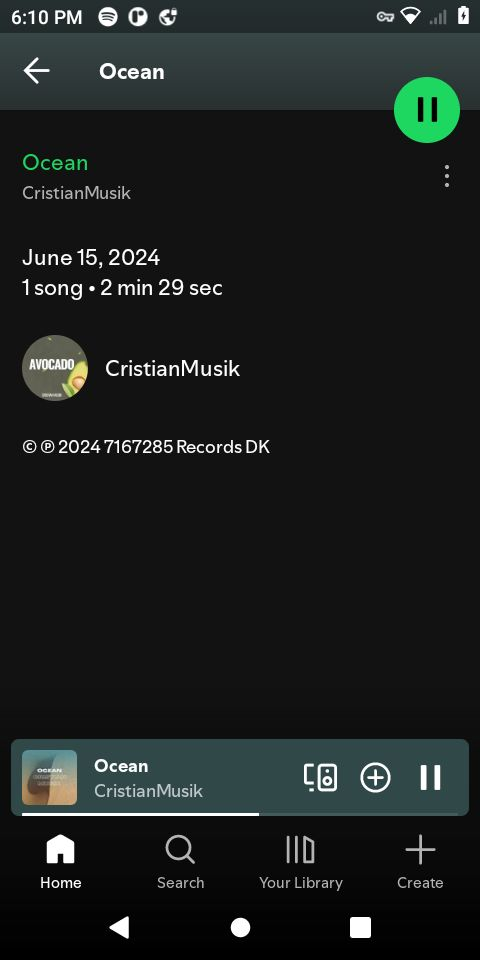 6:10 PM
Ocean
Ocean
CristianMusik
June 15, 2024
1 song • 2 min 29 sec
AVOCADO
CristianMusik
© ℗ 2024 7167285 Records DK
OCEAN
Ocean
CristianMusik
Home
Search
Your Library
Create